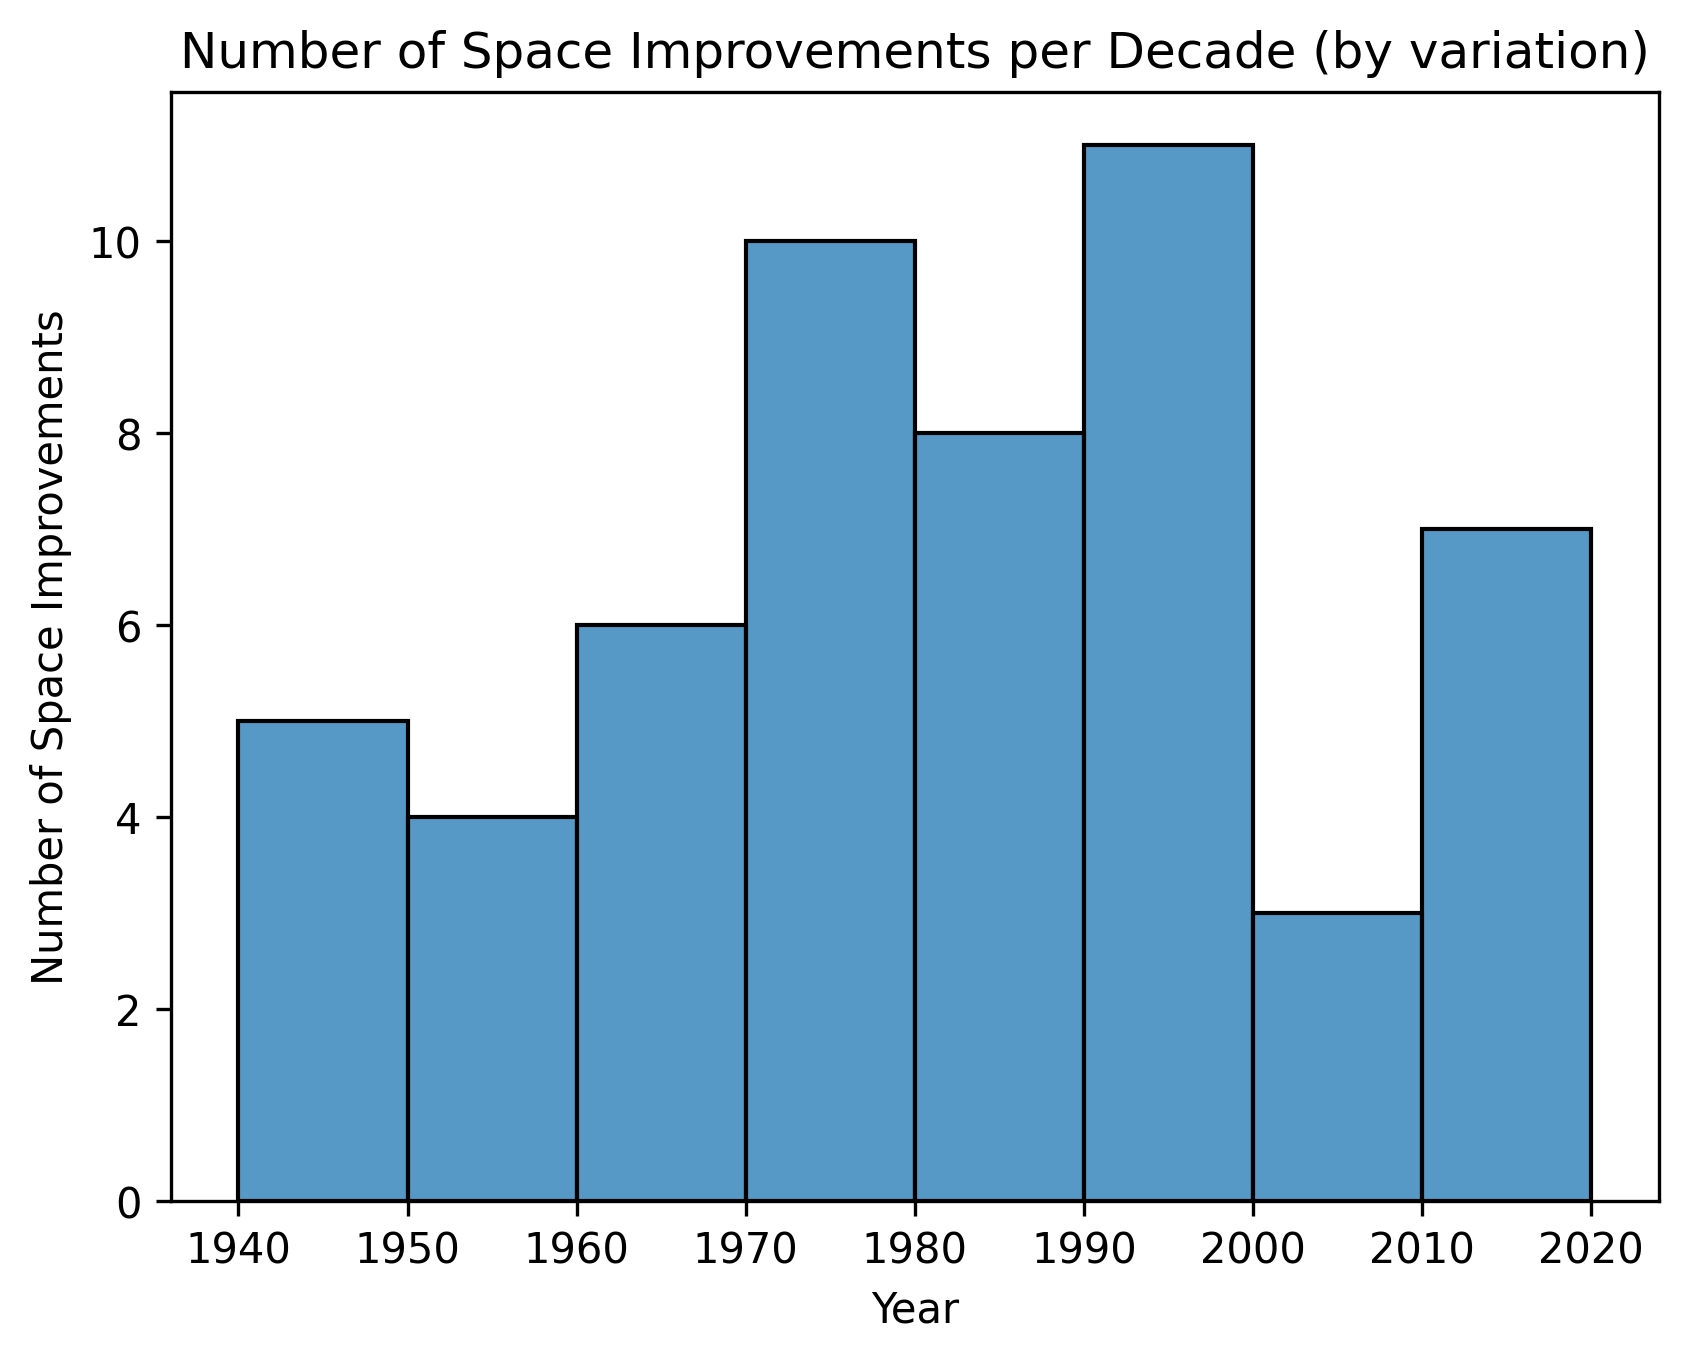 Number of Space Improvements per Decade (by variation)
Number of Space Improvements
10
8
6
4
2
0
1940 1950 1960 1970 1980 1990 2000 2010 2020
Year